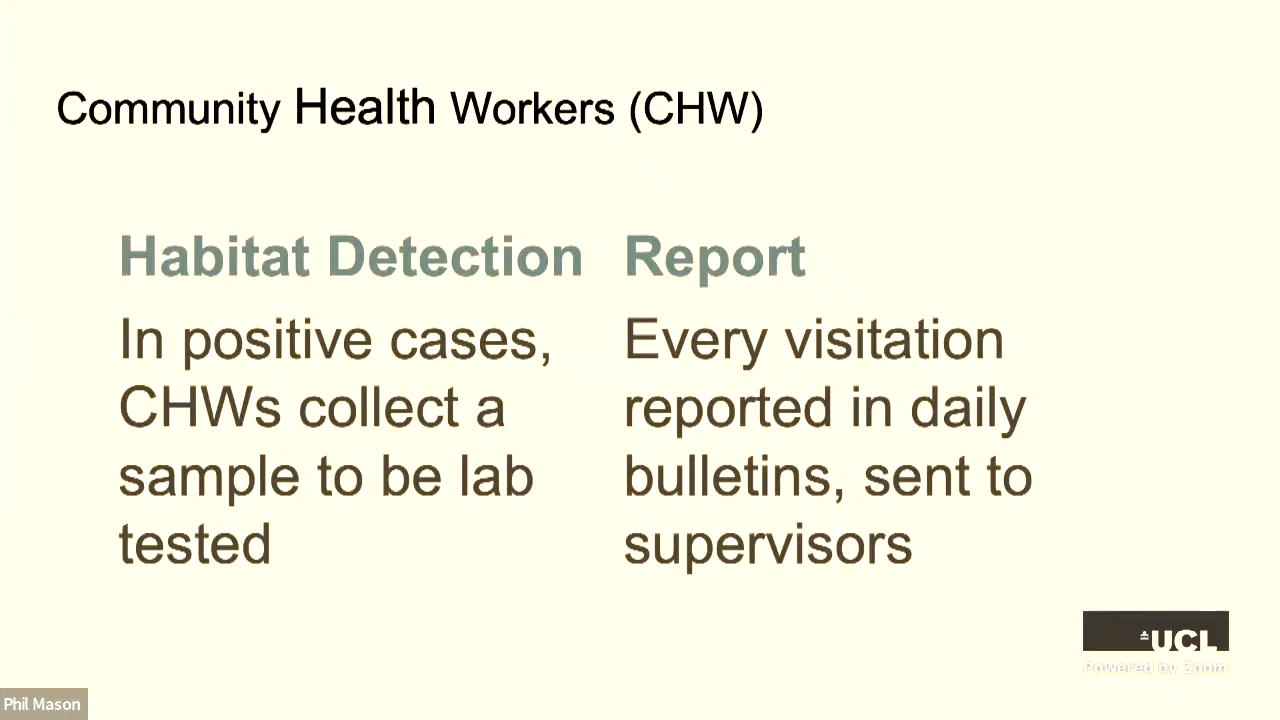 Community Health Workers (CHW)
Habitat Detection
In positive cases,
CHWs collect a
sample to be lab
tested
Report
Every visitation
reported in daily
bulletins, sent to
supervisors
UCL
Powered by Zoom
Phil Mason